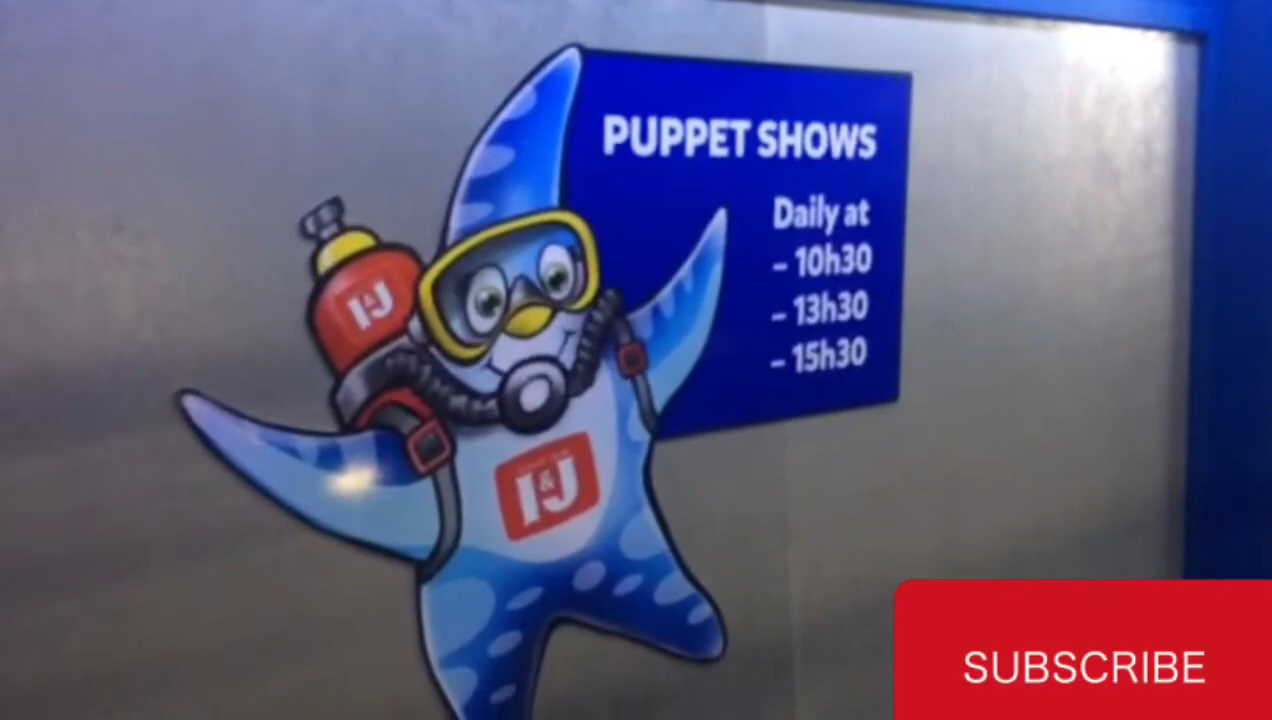 PUPPET SHOWS
Daily at
– 10h30
– 13h30
– 15h30
I&J
I&J
SUBSCRIBE